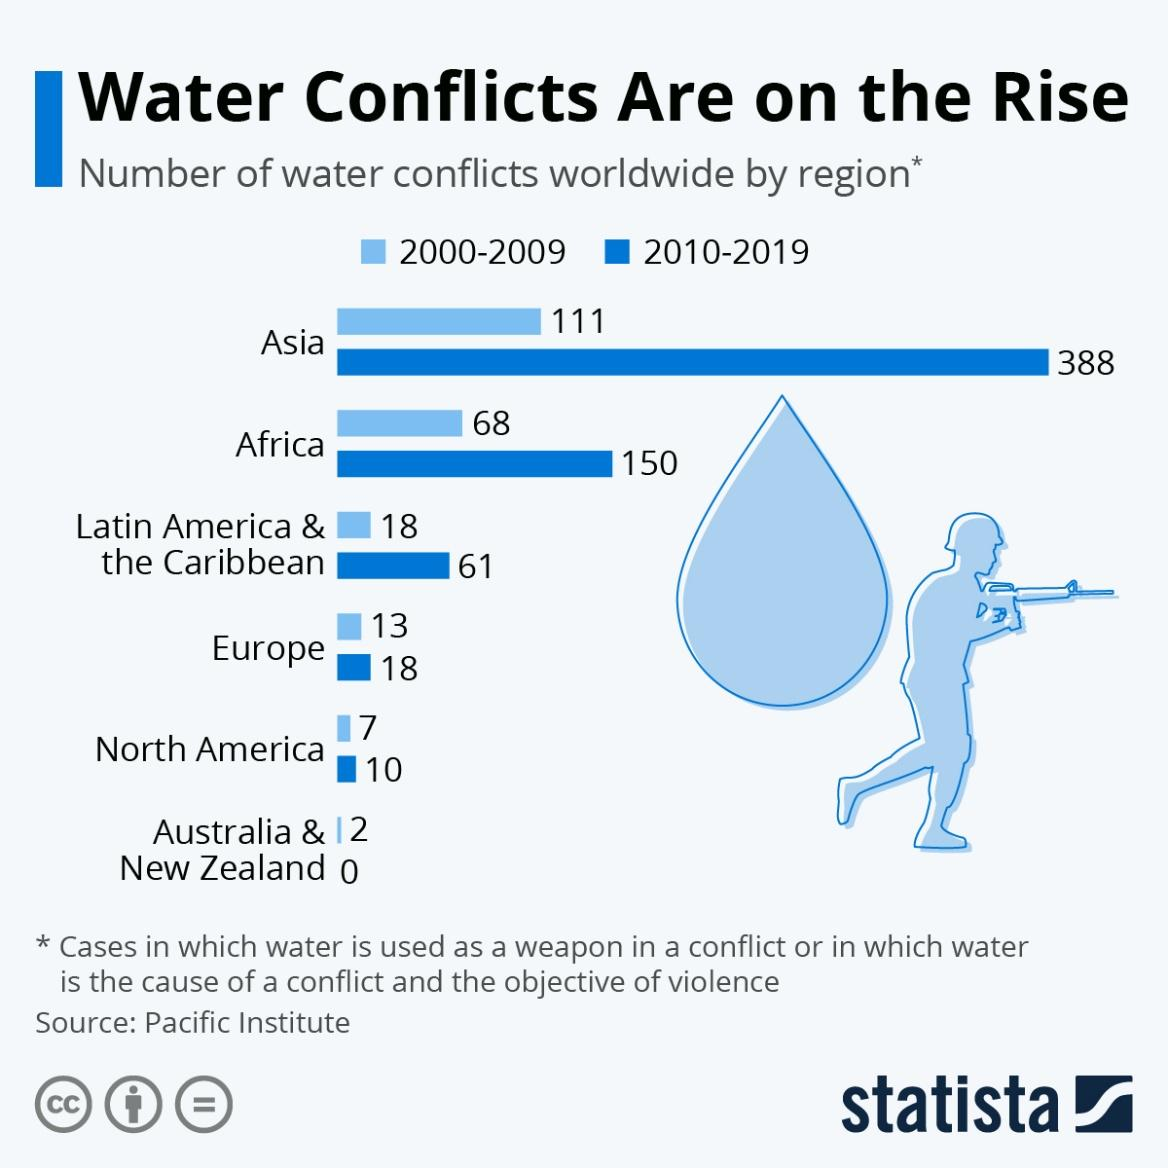 Water Conflicts Are on the Rise
Number of water conflicts worldwide by region*
2000-2009 2010-2019
Asia
111
388
Africa
68
150
Latin America &
the Caribbean
18
61
Europe
13
18
North America
7
10
Australia &
New Zealand
2
0
* Cases in which water is used as a weapon in a conflict or in which water
is the cause of a conflict and the objective of violence
Source: Pacific Institute
cc
statista